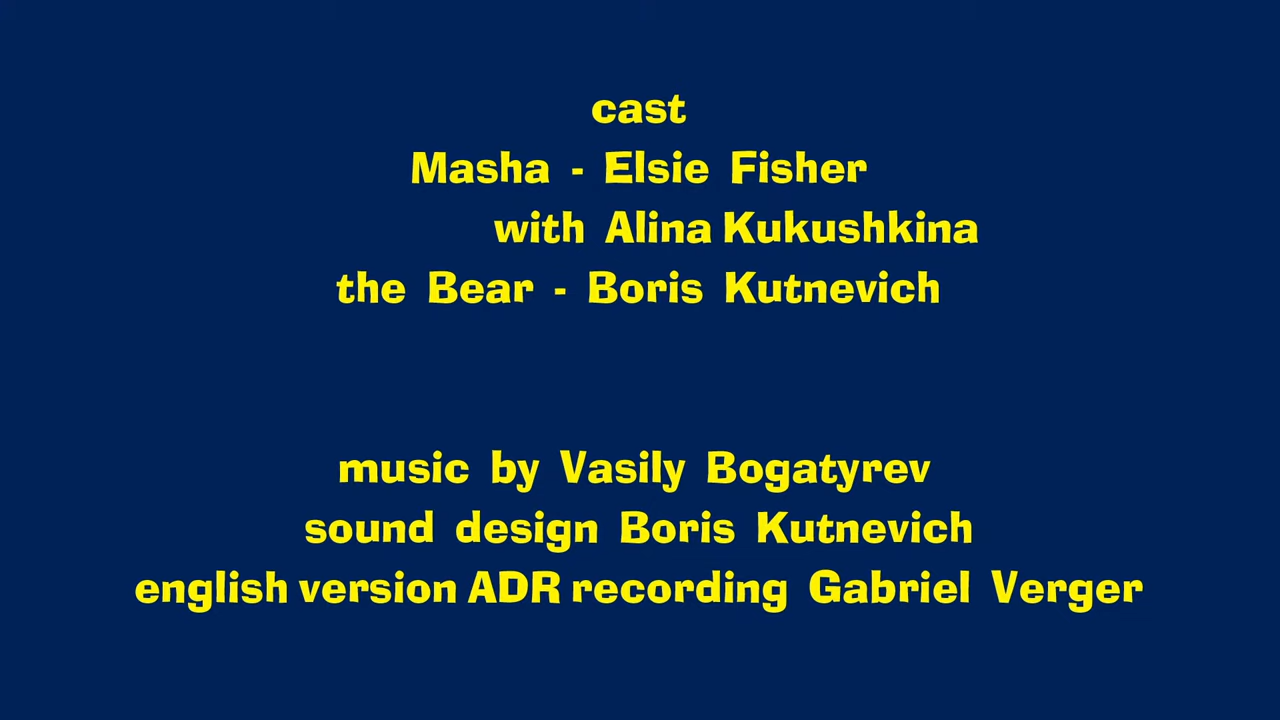 cast
Masha - Elsie Fisher
with Alina Kukushkina
the Bear - Boris Kutnevich
music by Vasily Bogatyrev
sound design Boris Kutnevich
english version ADR recording Gabriel Verger